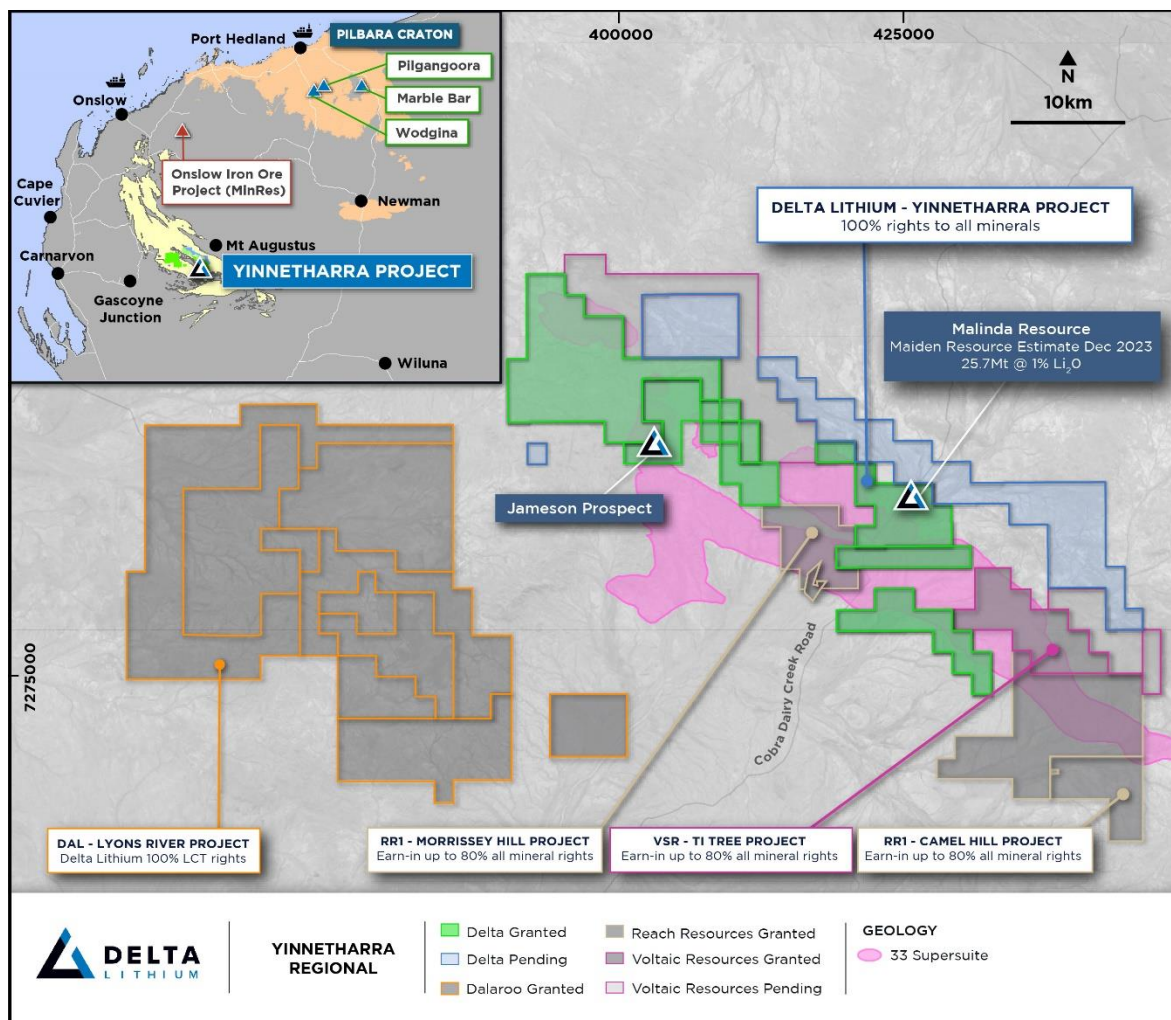 Port Hedland
PILBARA CRATON
Pilgangoora
Marble Bar
Wodgina
Onslow
Onslow Iron Ore
Project (MinRes)
Cape
Cuvier
Newman
Mt Augustus
Carnarvon
YINNETHARRA PROJECT
Gascoyne
Junction
Wiluna
400000
425000
N
10km
DELTA LITHIUM - YINNETHARRA PROJECT
100% rights to all minerals
Malinda Resource
Maiden Resource Estimate Dec 2023
25.7Mt @ 1% Li₂0
Jameson Prospect
7275000
Cobra Dairy Creek Road
DAL - LYONS RIVER PROJECT
Delta Lithium 100% LCT rights
RR1 - MORRISSEY HILL PROJECT
Earn-in up to 80% all mineral rights
VSR - TI TREE PROJECT
Earn-in up to 80% all mineral rights
RR1 - CAMEL HILL PROJECT
Earn-in up to 80% all mineral rights
DELTA
LITHIUM
YINNETHARRA
REGIONAL
Delta Granted
Delta Pending
Dalaroo Granted
Reach Resources Granted
Voltaic Resources Granted
Voltaic Resources Pending
GEOLOGY
33 Supersuite